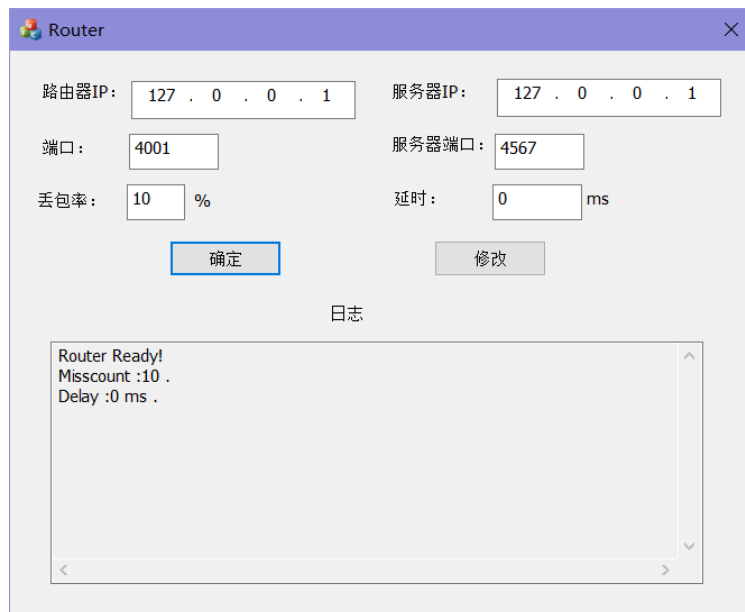 Router
路由器IP： 127 . 0 . 0 . 1 服务器IP： 127 . 0 . 0 . 1
端口： 4001 服务器端口： 4567
丢包率： 10 % 延时： 0 ms
确定 修改
日志
Router Ready!
Misscount :10 .
Delay :0 ms .